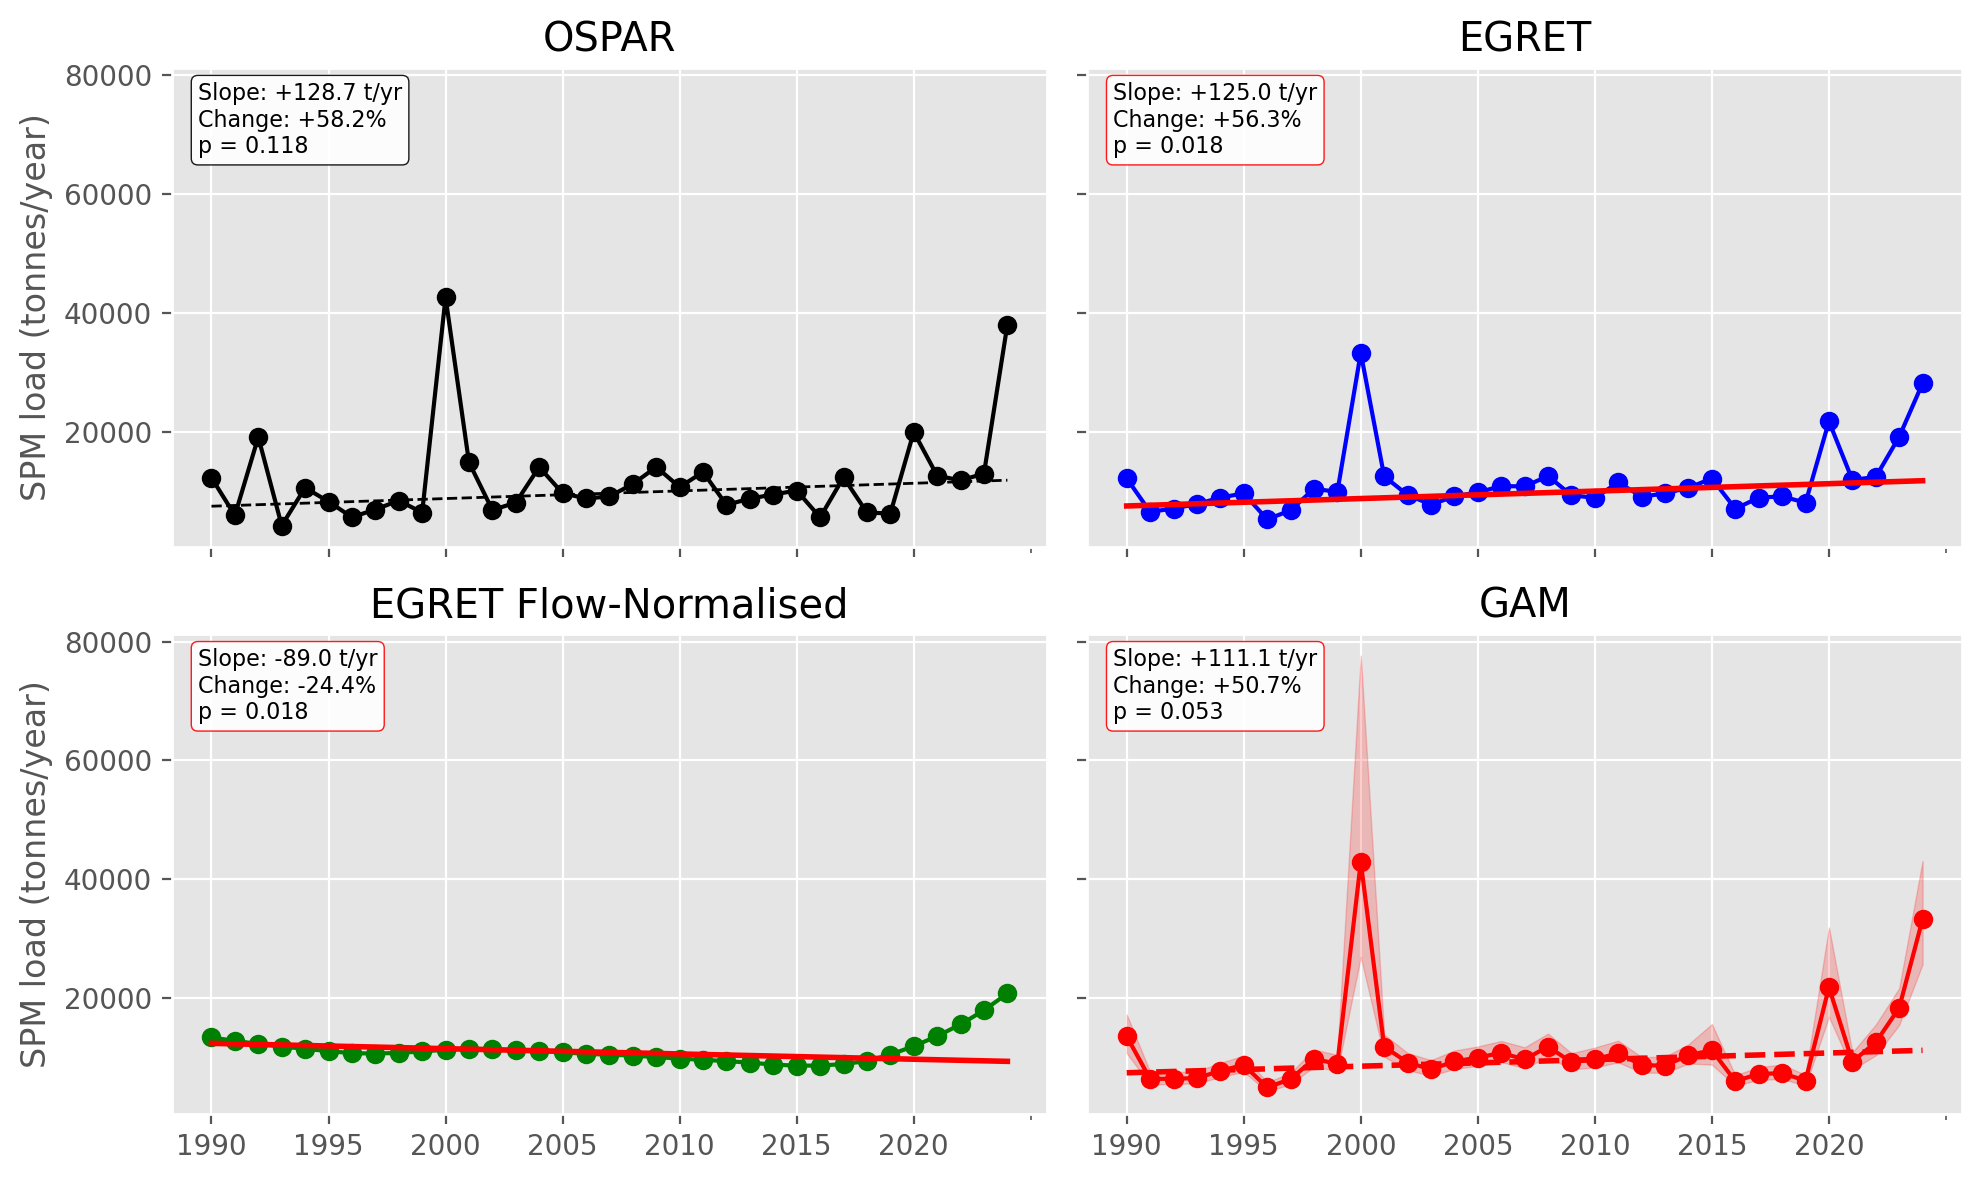 OSPAR
SPM load (tonnes/year)
80000
60000
40000
20000
Slope: +128.7 t/yr
Change: +58.2%
p = 0.118
EGRET
Slope: +125.0 t/yr
Change: +56.3%
p = 0.018
EGRET Flow-Normalised
SPM load (tonnes/year)
80000
60000
40000
20000
Slope: -89.0 t/yr
Change: -24.4%
p = 0.018
1990 1995 2000 2005 2010 2015 2020
GAM
Slope: +111.1 t/yr
Change: +50.7%
p = 0.053
1990 1995 2000 2005 2010 2015 2020